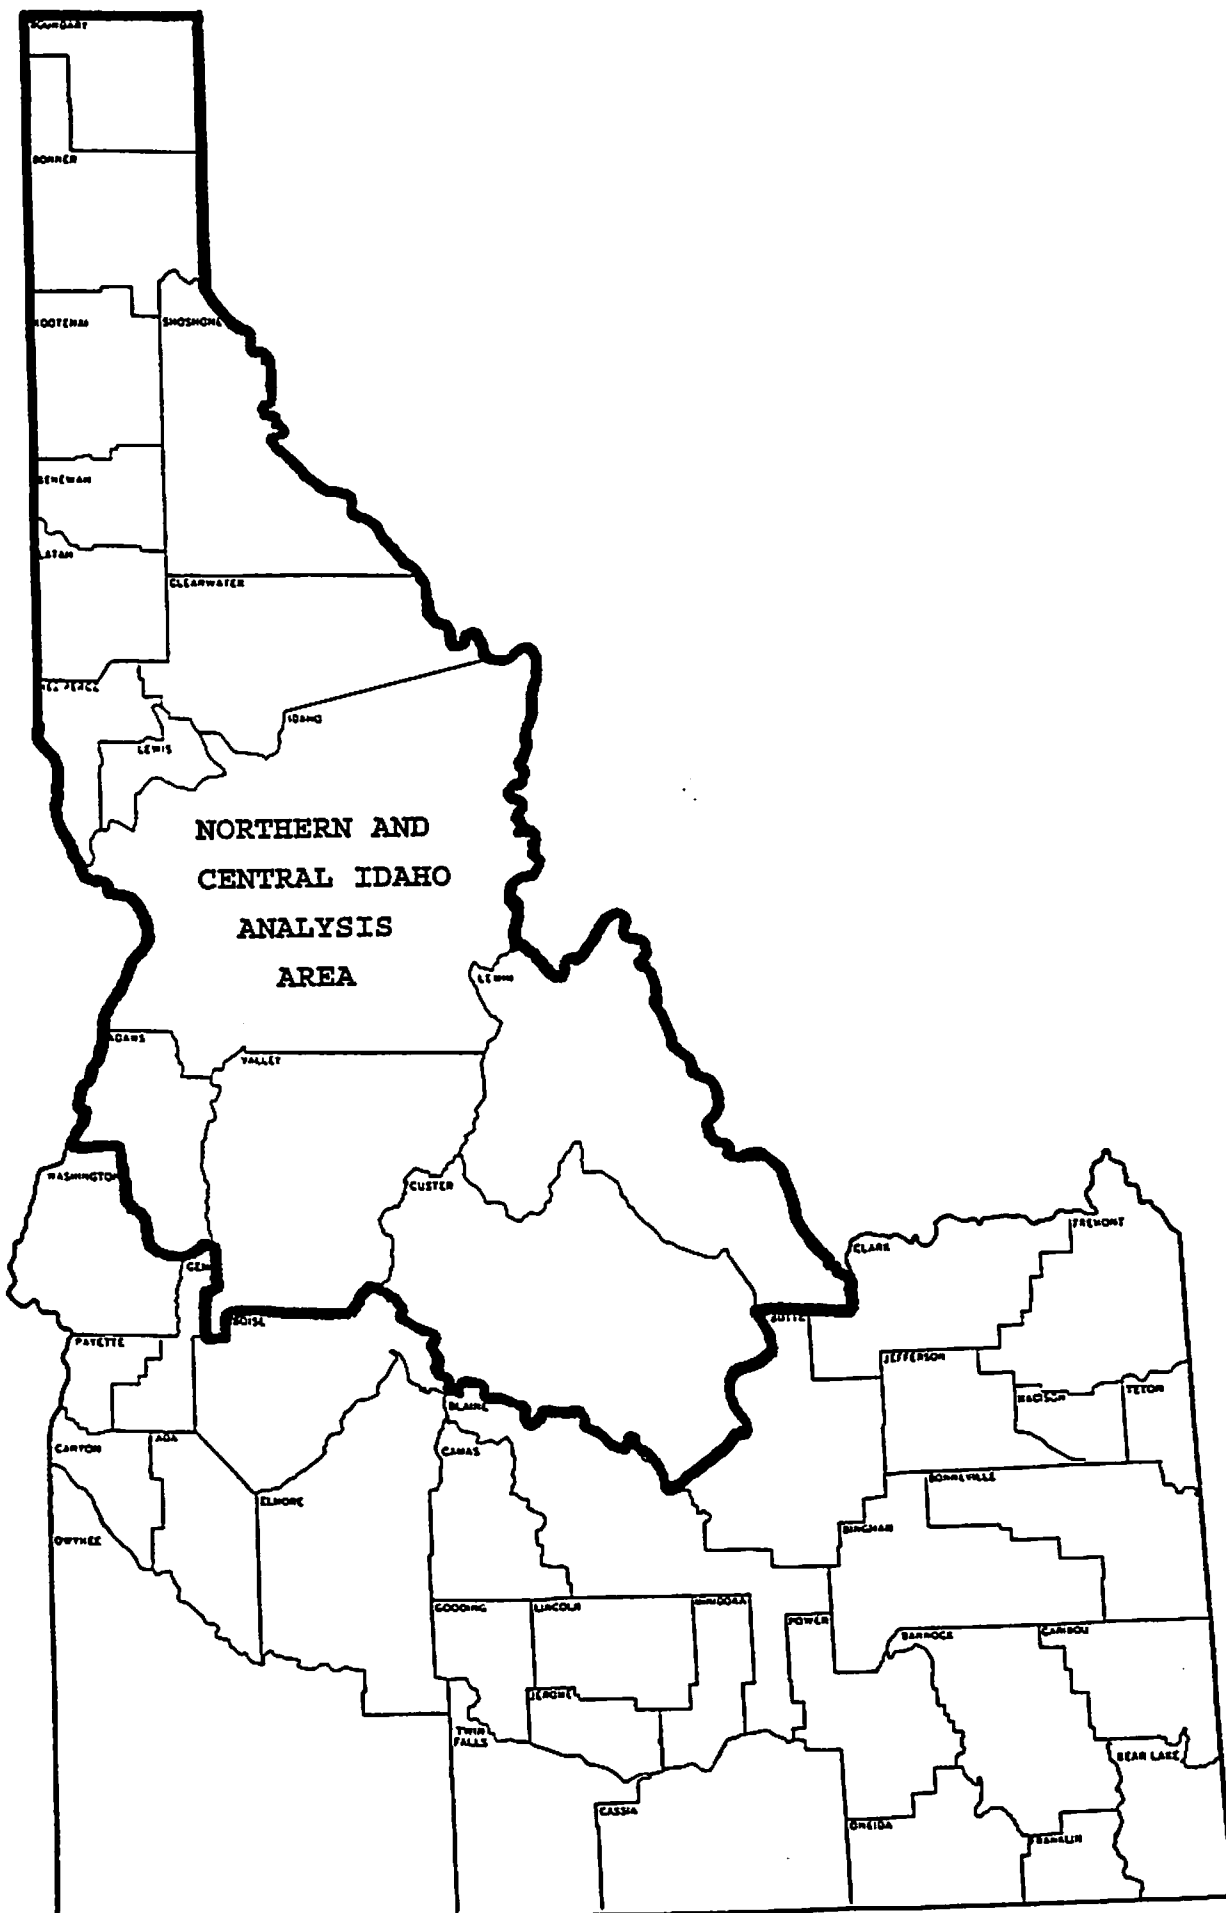 BOUNDARY
BONNER
KOOTENAI
SHOSHONE
BENEWAH
LATAH
CLEARWATER
NEZ PERCE
IDAHO
LEWIS
NORTHERN AND
CENTRAL IDAHO
ANALYSIS
AREA
LEMHI
ADAMS
VALLEY
WASHINGTON
CUSTER
FREMONT
CLARK
GEM
BOISE
BUTTE
PAYETTE
JEFFERSON
MADISON
TETON
BLAINE
CANYON
ADA
CAMAS
BONNEVILLE
ELMORE
BINGHAM
OWYHEE
GOODING
LINCOLN
MINIDOKA
POWER
BANNOCK
CARIBOU
JEROME
TWIN
FALLS
BEAR LAKE
CASSIA
ONEIDA
FRANKLIN